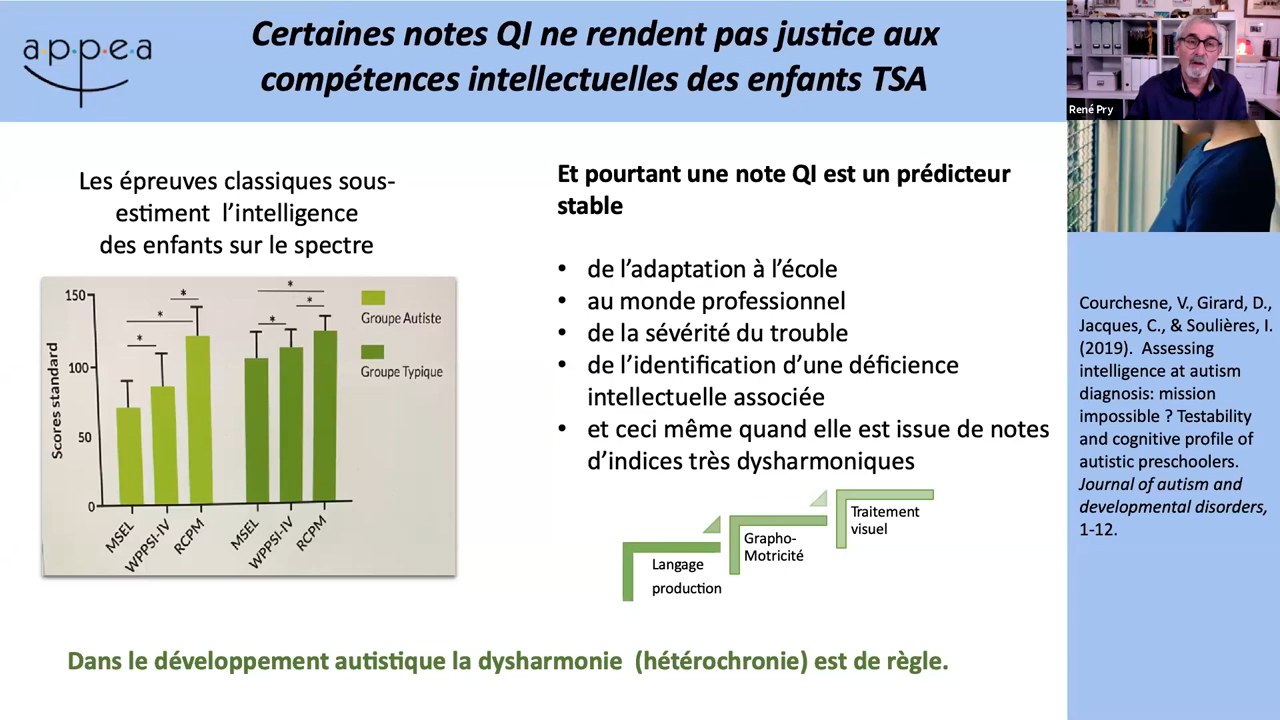 appea
Certaines notes QI ne rendent pas justice aux
compétences intellectuelles des enfants TSA
René Pry
Les épreuves classiques sous-
estiment l'intelligence
des enfants sur le spectre
150
100
50
0
Scores standard
*
*
*
*
*
*
Groupe Autiste
Groupe Typique
MSEL
WPPSI-IV
RCPM
MSEL
WPPSI-IV
RCPM
Et pourtant une note QI est un prédicteur
stable
• de l'adaptation à l'école
• au monde professionnel
• de la sévérité du trouble
• de l'identification d'une déficience
intellectuelle associée
• et ceci même quand elle est issue de notes
d'indices très dysharmoniques
Langage
production
Grapho-
Motricité
Traitement
visuel
Courchesne, V., Girard, D.,
Jacques, C., & Soulières, I.
(2019). Assessing
intelligence at autism
diagnosis: mission
impossible ? Testability
and cognitive profile of
autistic preschoolers.
Journal of autism and
developmental disorders,
1-12.
Dans le développement autistique la dysharmonie (hétérochronie) est de règle.